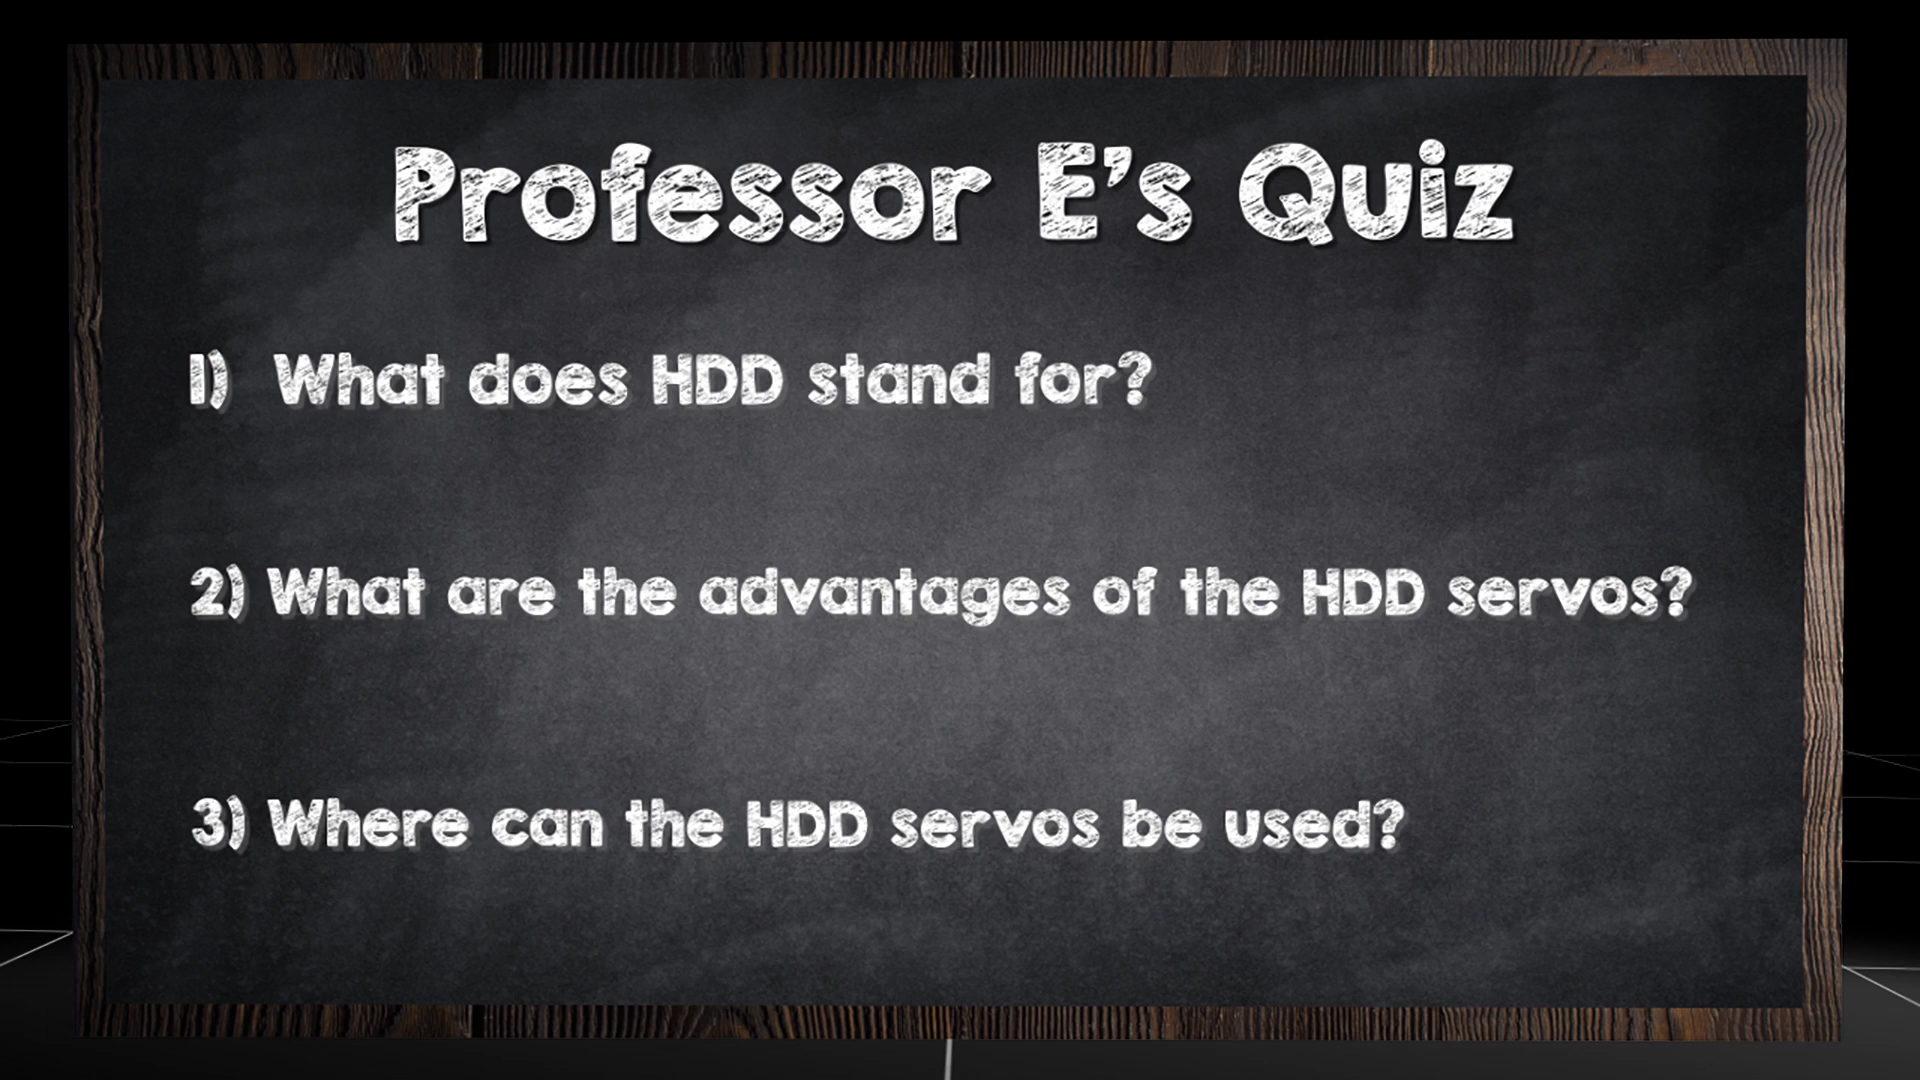 Professor E's Quiz
1) What does HDD stand for?
2) What are the advantages of the HDD servos?
3) Where can the HDD servos be used?